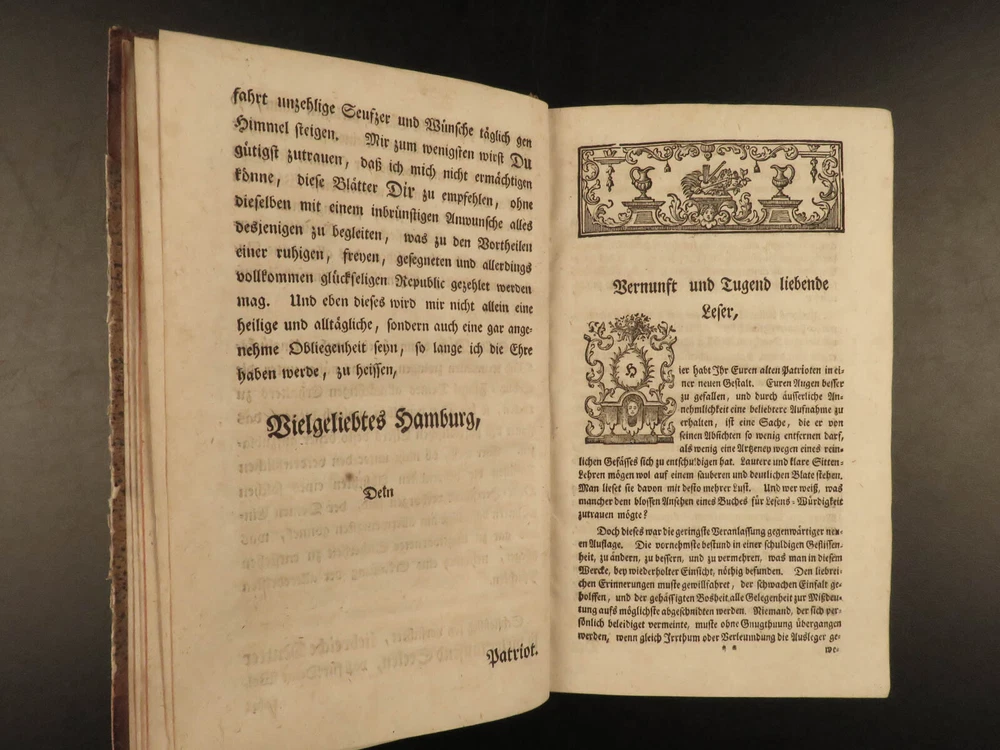 fahrt unzehlige Seufzer und Wünsche täglich gen
Himmel steigen. Mir zum wenigsten wirst Du
gütigst zutrauen, daß ich mich nicht ermächtigen
könne, diese Blätter Dir zu empfehlen, ohne
dieselben mit einem inbrünstigen Anwunsche alles
desjenigen zu begleiten, was zu den Vortheilen
einer ruhigen, freyen, gesegneten und allerdings
vollkommen glückseligen Republic gezehlet werden
mag. Und eben dieses wird mir nicht allein eine
heilige und alltägliche, sondern auch eine gar ange-
nehme Obliegenheit seyn, so lange ich die Ehre
haben werde, zu heissen,
Vielgeliebtes Hamburg,
Dein
Patriot.
Vernunft und Tugend liebende
Leser,
Hier habt Ihr Euren alten Patrioten in ei-
ner neuen Gestalt. Euren Augen besser
zu gefallen, und durch äusserliche An-
nehmlichkeit eine beliebtere Aufnahme zu
erhalten, ist eine Sache, die er von
seinen Absichten so wenig entfernen darf,
als wenig eine Artzeney wegen eines rein-
lichen Gefässes sich zu entschuldigen hat. Lautere und klare Sitten-
Lehren mögen wol auf einem sauberen und deutlichen Blate stehen.
Man lieset sie davon mit desto mehrer Lust. Und wer weiß, was
mancher dem blossen Ansehen eines Buches für Lesens-Würdigkeit
zutrauen mögte?
Doch dieses war die geringste Veranlassung gegenwärtiger neu-
en Auflage. Die vornehmste bestund in einer schuldigen Geflissen-
heit, zu ändern, zu bessern, und zu vermehren, was man in diesem
Wercke, bey wiederholter Einsicht, nöthig befunden. Den liebrei-
chen Erinnerungen muste gewillfahret, der schwachen Einfalt ge-
holffen, und der gehässigten Bosheit alle Gelegenheit zur Mißdeu-
tung aufs möglichste abgeschnidten werden. Niemand, der sich per-
sönlich beleidiget vermeinte, muste ohne Gnugthuung übergangen
werden, wenn gleich Irrthum oder Verleumdung die Ausleger ge-
* * we-